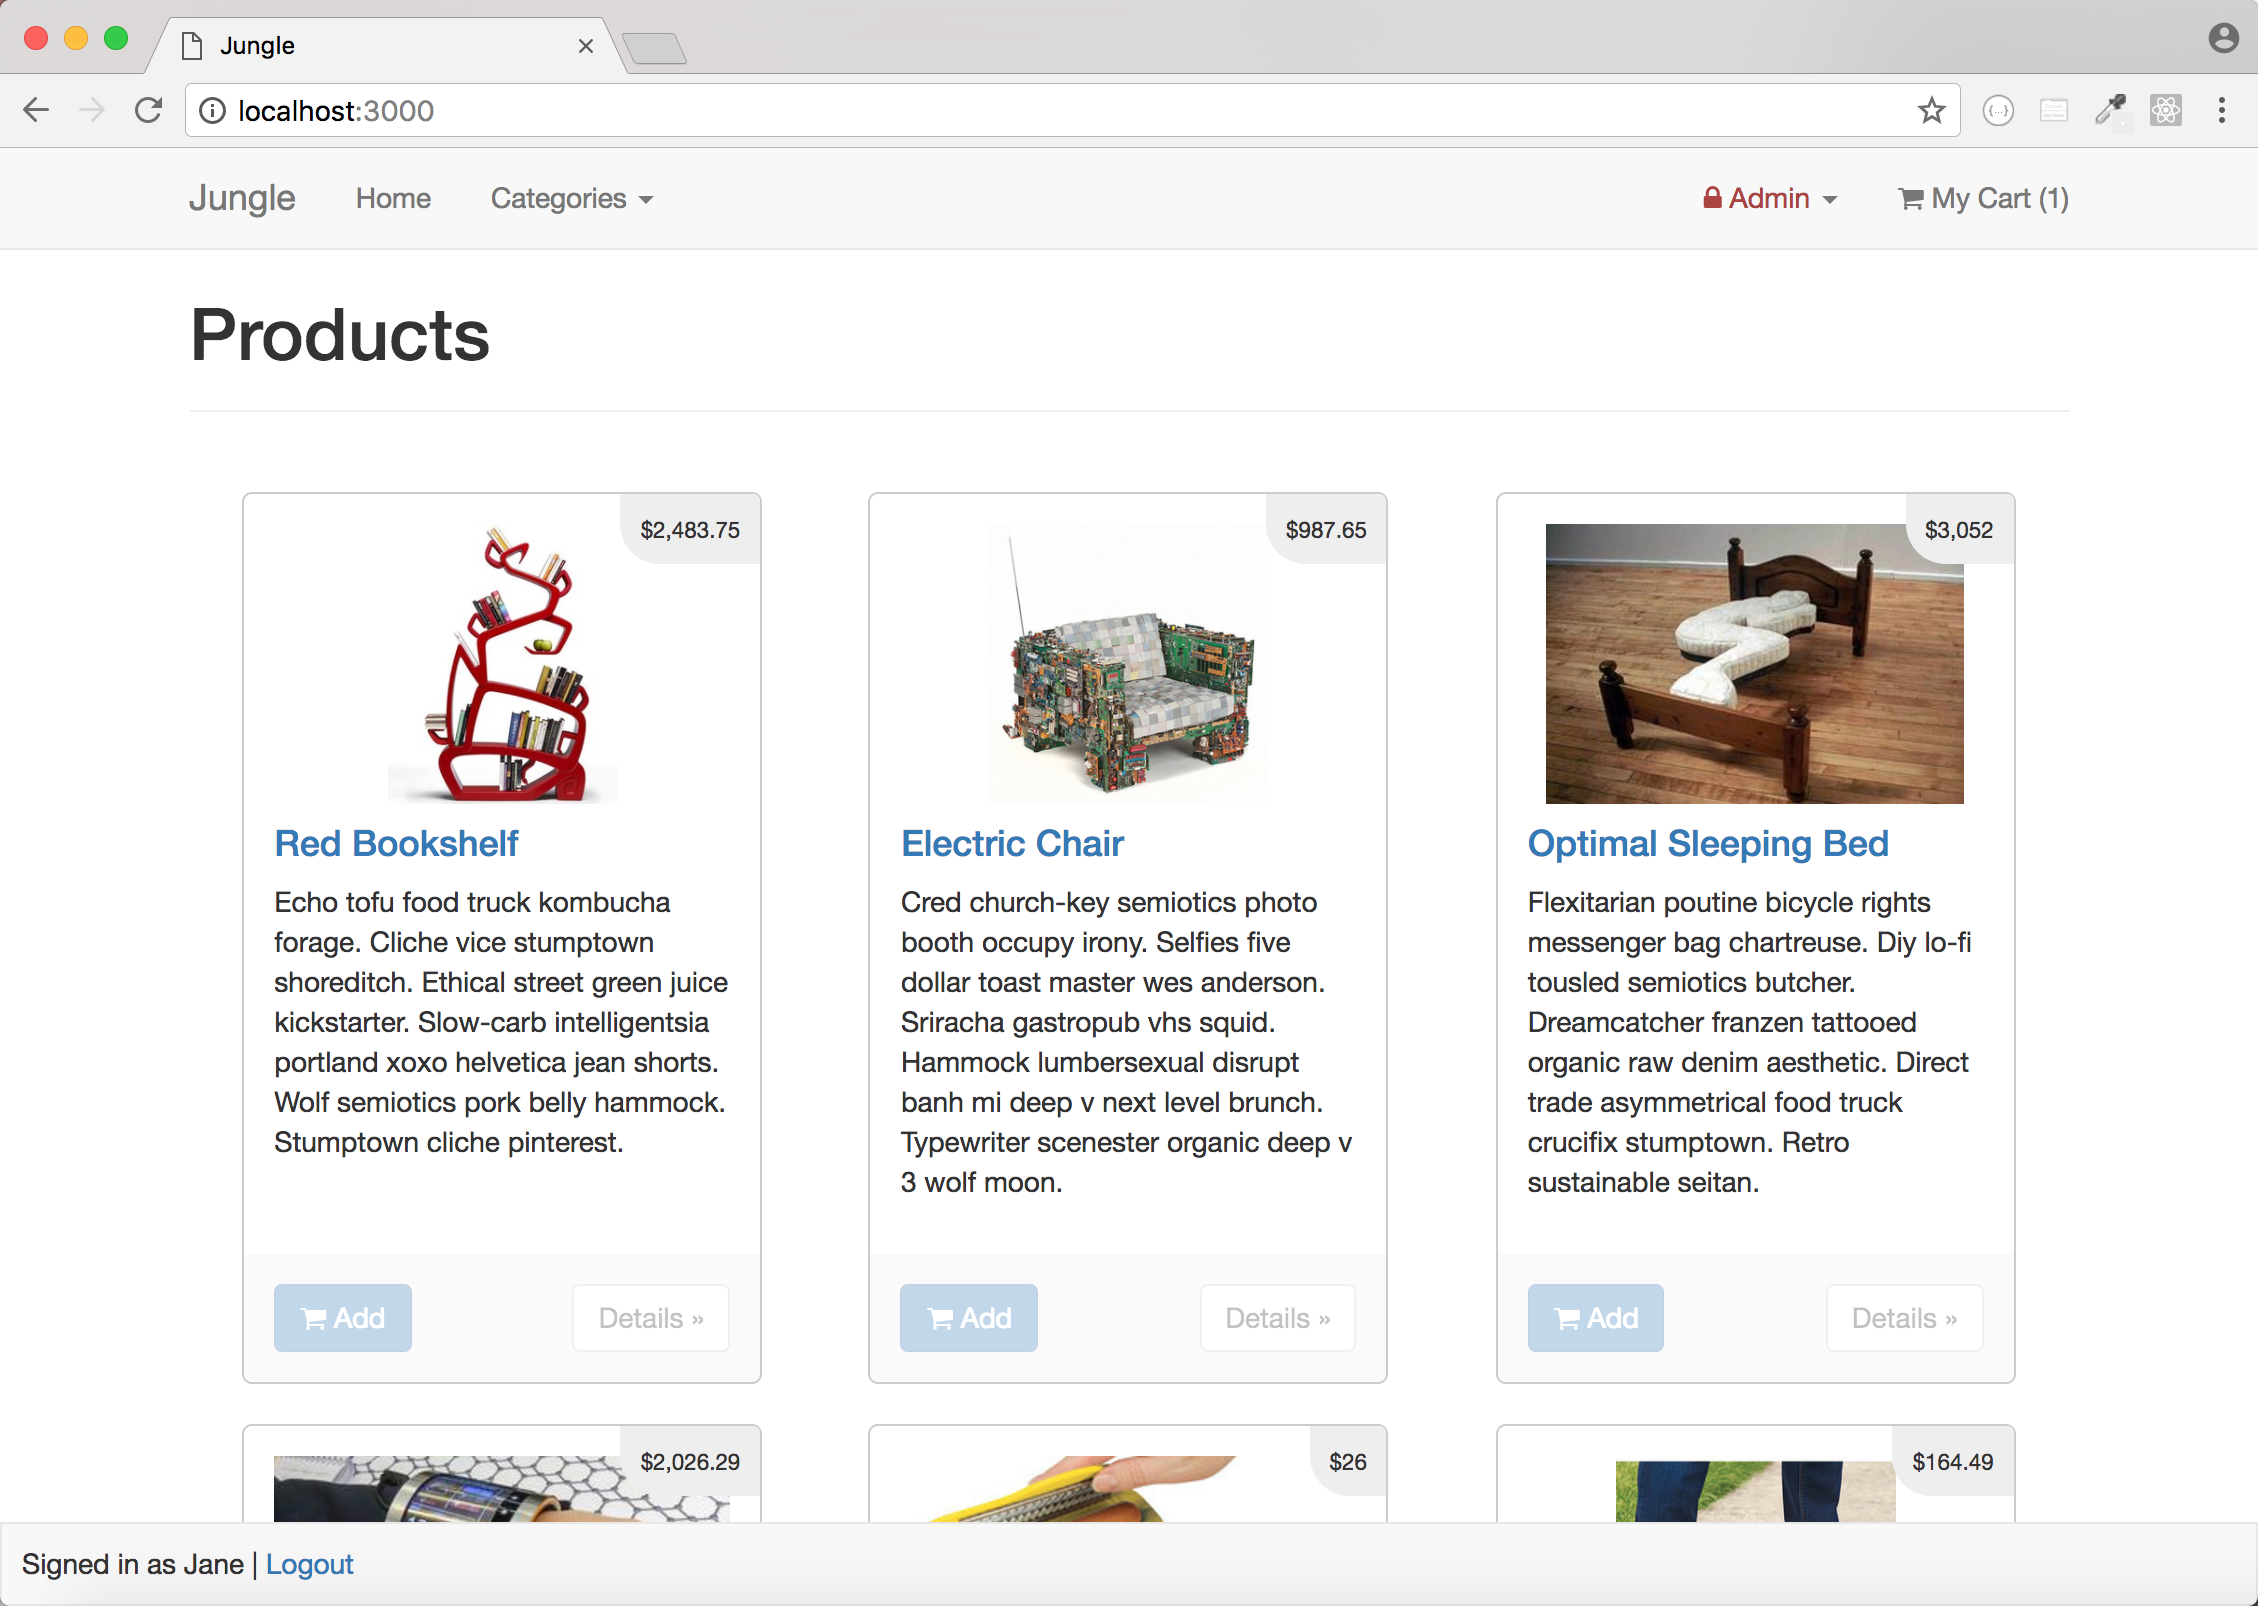 Jungle
localhost:3000
Jungle Home Categories Admin My Cart (1)
Products
$2,483.75
Red Bookshelf
Echo tofu food truck kombucha
forage. Cliche vice stumptown
shoreditch. Ethical street green juice
kickstarter. Slow-carb intelligentsia
portland xoxo helvetica jean shorts.
Wolf semiotics pork belly hammock.
Stumptown cliche pinterest.
Add Details »
$987.65
Electric Chair
Cred church-key semiotics photo
booth occupy irony. Selfies five
dollar toast master wes anderson.
Sriracha gastropub vhs squid.
Hammock lumbersexual disrupt
banh mi deep v next level brunch.
Typewriter scenester organic deep v
3 wolf moon.
Add Details »
$3,052
Optimal Sleeping Bed
Flexitarian poutine bicycle rights
messenger bag chartreuse. Diy lo-fi
tousled semiotics butcher.
Dreamcatcher franzen tattooed
organic raw denim aesthetic. Direct
trade asymmetrical food truck
crucifix stumptown. Retro
sustainable seitan.
Add Details »
$2,026.29
$26
$164.49
Signed in as Jane | Logout